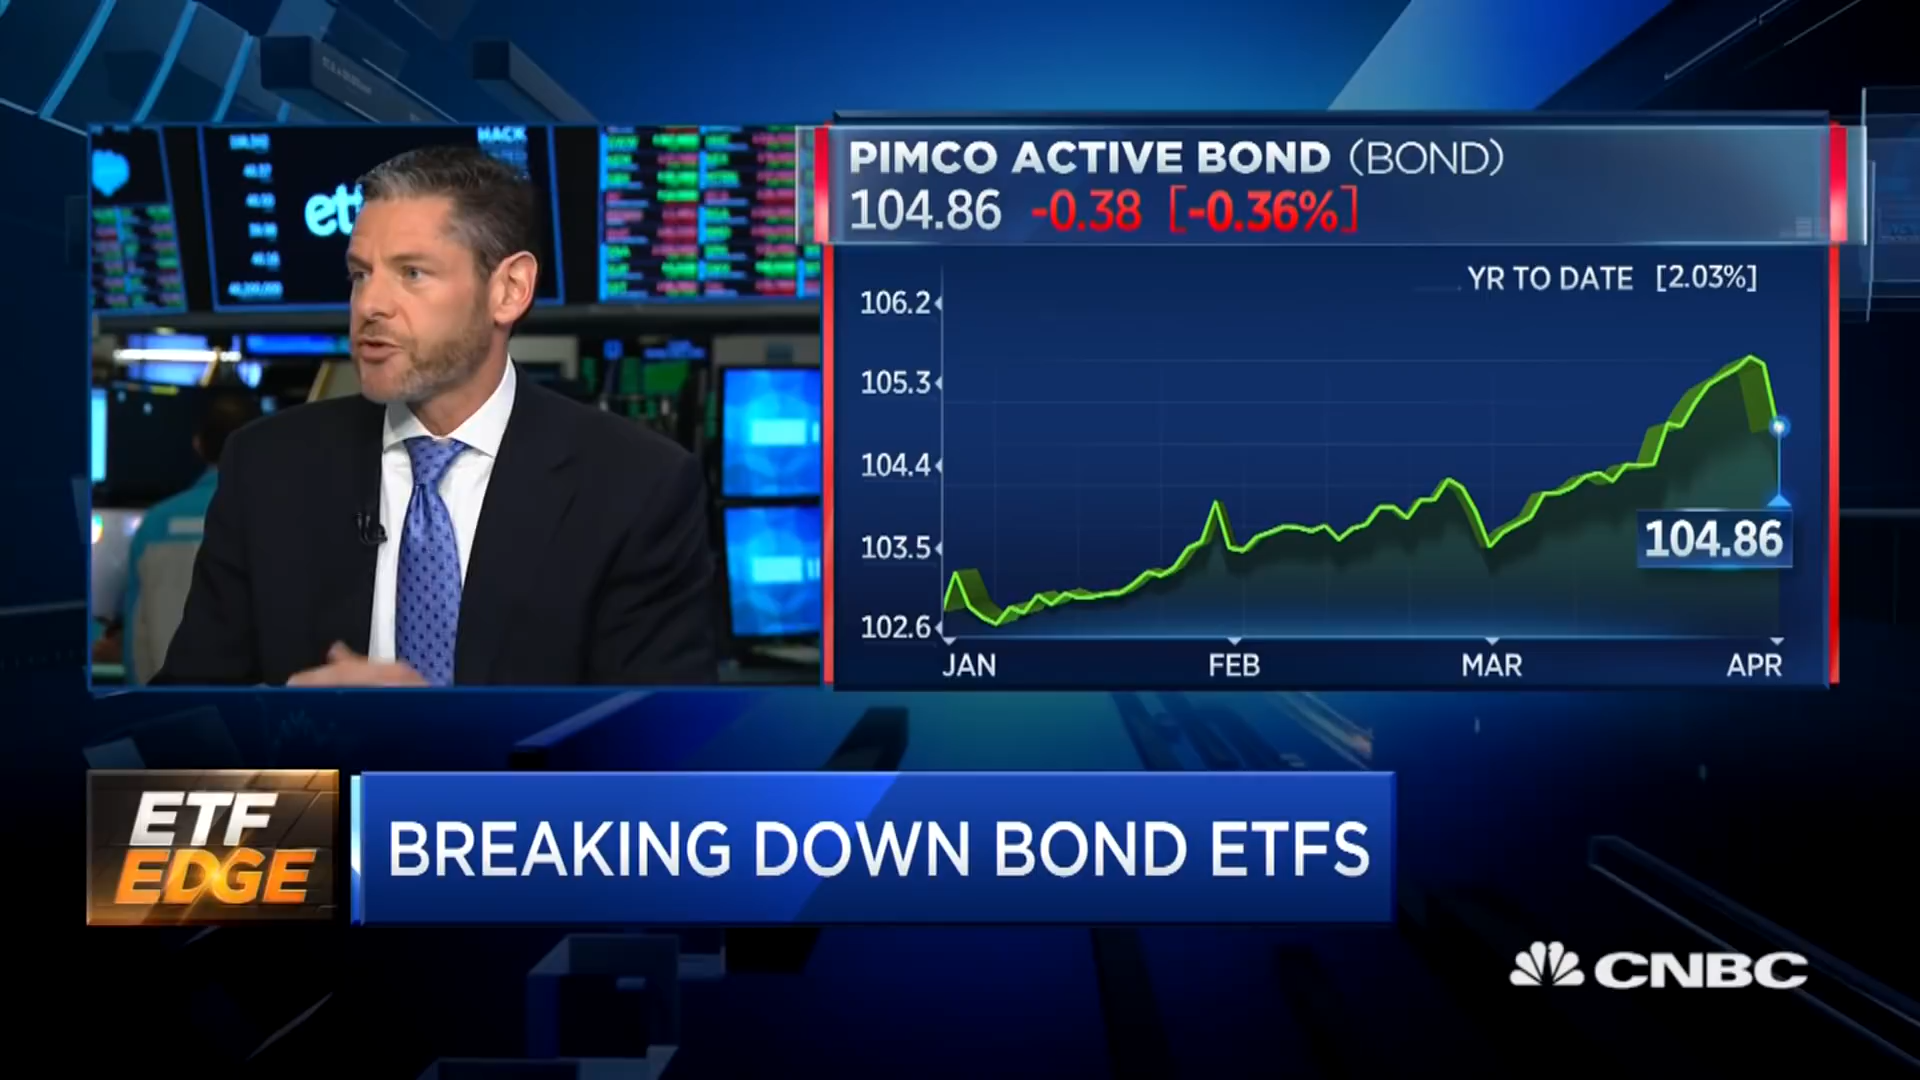 HACK
etf
PIMCO ACTIVE BOND (BOND)
104.86 -0.38 [-0.36%]
YR TO DATE [2.03%]
106.2
105.3
104.4
103.5
102.6
104.86
JAN FEB MAR APR
ETF
EDGE
BREAKING DOWN BOND ETFS
CNBC